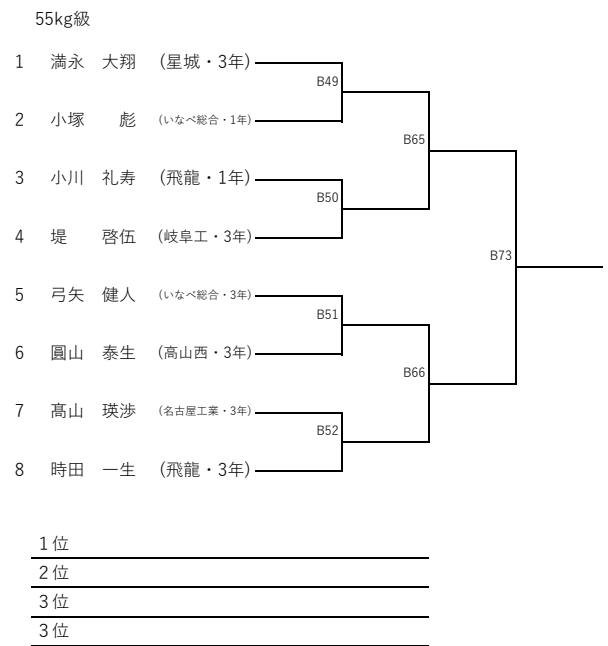 55kg級
1 満永 大翔 (星城・3年)
B49
2 小塚 彪 (いなべ総合・1年)
B65
3 小川 礼寿 (飛龍・1年)
B50
4 堤 啓伍 (岐阜工・3年)
B73
5 弓矢 健人 (いなべ総合・3年)
B51
6 圓山 泰生 (高山西・3年)
B66
7 髙山 瑛渉 (名古屋工業・3年)
B52
8 時田 一生 (飛龍・3年)
1位
2位
3位
3位